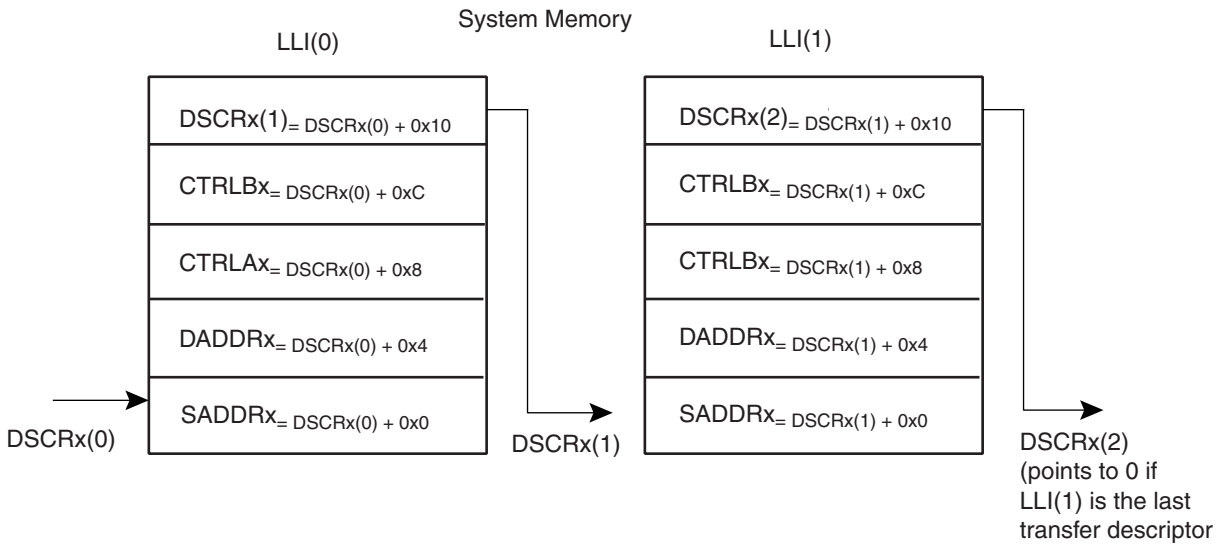 System Memory
LLI(0)
LLI(1)
DSCRx(1)= DSCRx(0) + 0x10
CTRLBx= DSCRx(0) + 0xC
CTRLAx= DSCRx(0) + 0x8
DADDRx= DSCRx(0) + 0x4
SADDRx= DSCRx(0) + 0x0
DSCRx(0)
DSCRx(2)= DSCRx(1) + 0x10
CTRLBx= DSCRx(1) + 0xC
CTRLBx= DSCRx(1) + 0x8
DADDRx= DSCRx(1) + 0x4
SADDRx= DSCRx(1) + 0x0
DSCRx(1)
DSCRx(2)
(points to 0 if
LLI(1) is the last
transfer descriptor